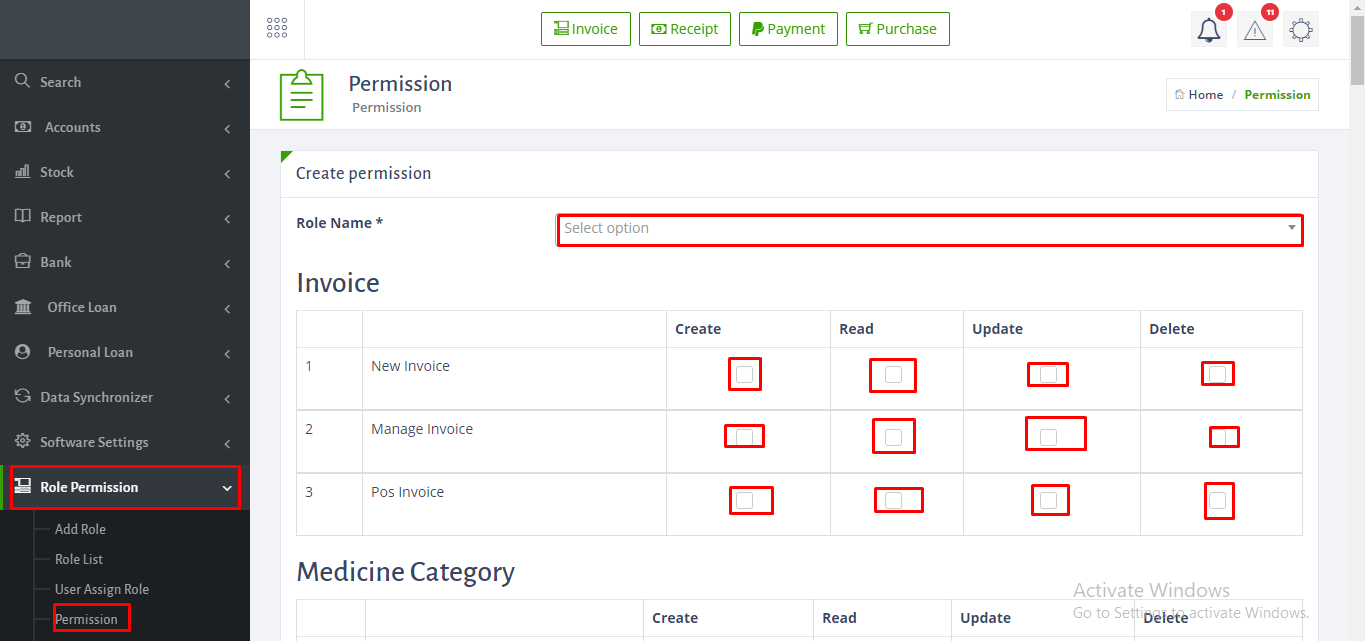 Invoice Receipt Payment Purchase
1 11
Search
Accounts
Stock
Report
Bank
Office Loan
Personal Loan
Data Synchronizer
Software Settings
Role Permission
Add Role
Role List
User Assign Role
Permission
Permission
Permission
Home / Permission
Create permission
Role Name * Select option
Invoice
Create Read Update Delete
1 New Invoice
2 Manage Invoice
3 Pos Invoice
Medicine Category
Create Read Update Delete
Activate Windows
Go to Settings to activate Windows.